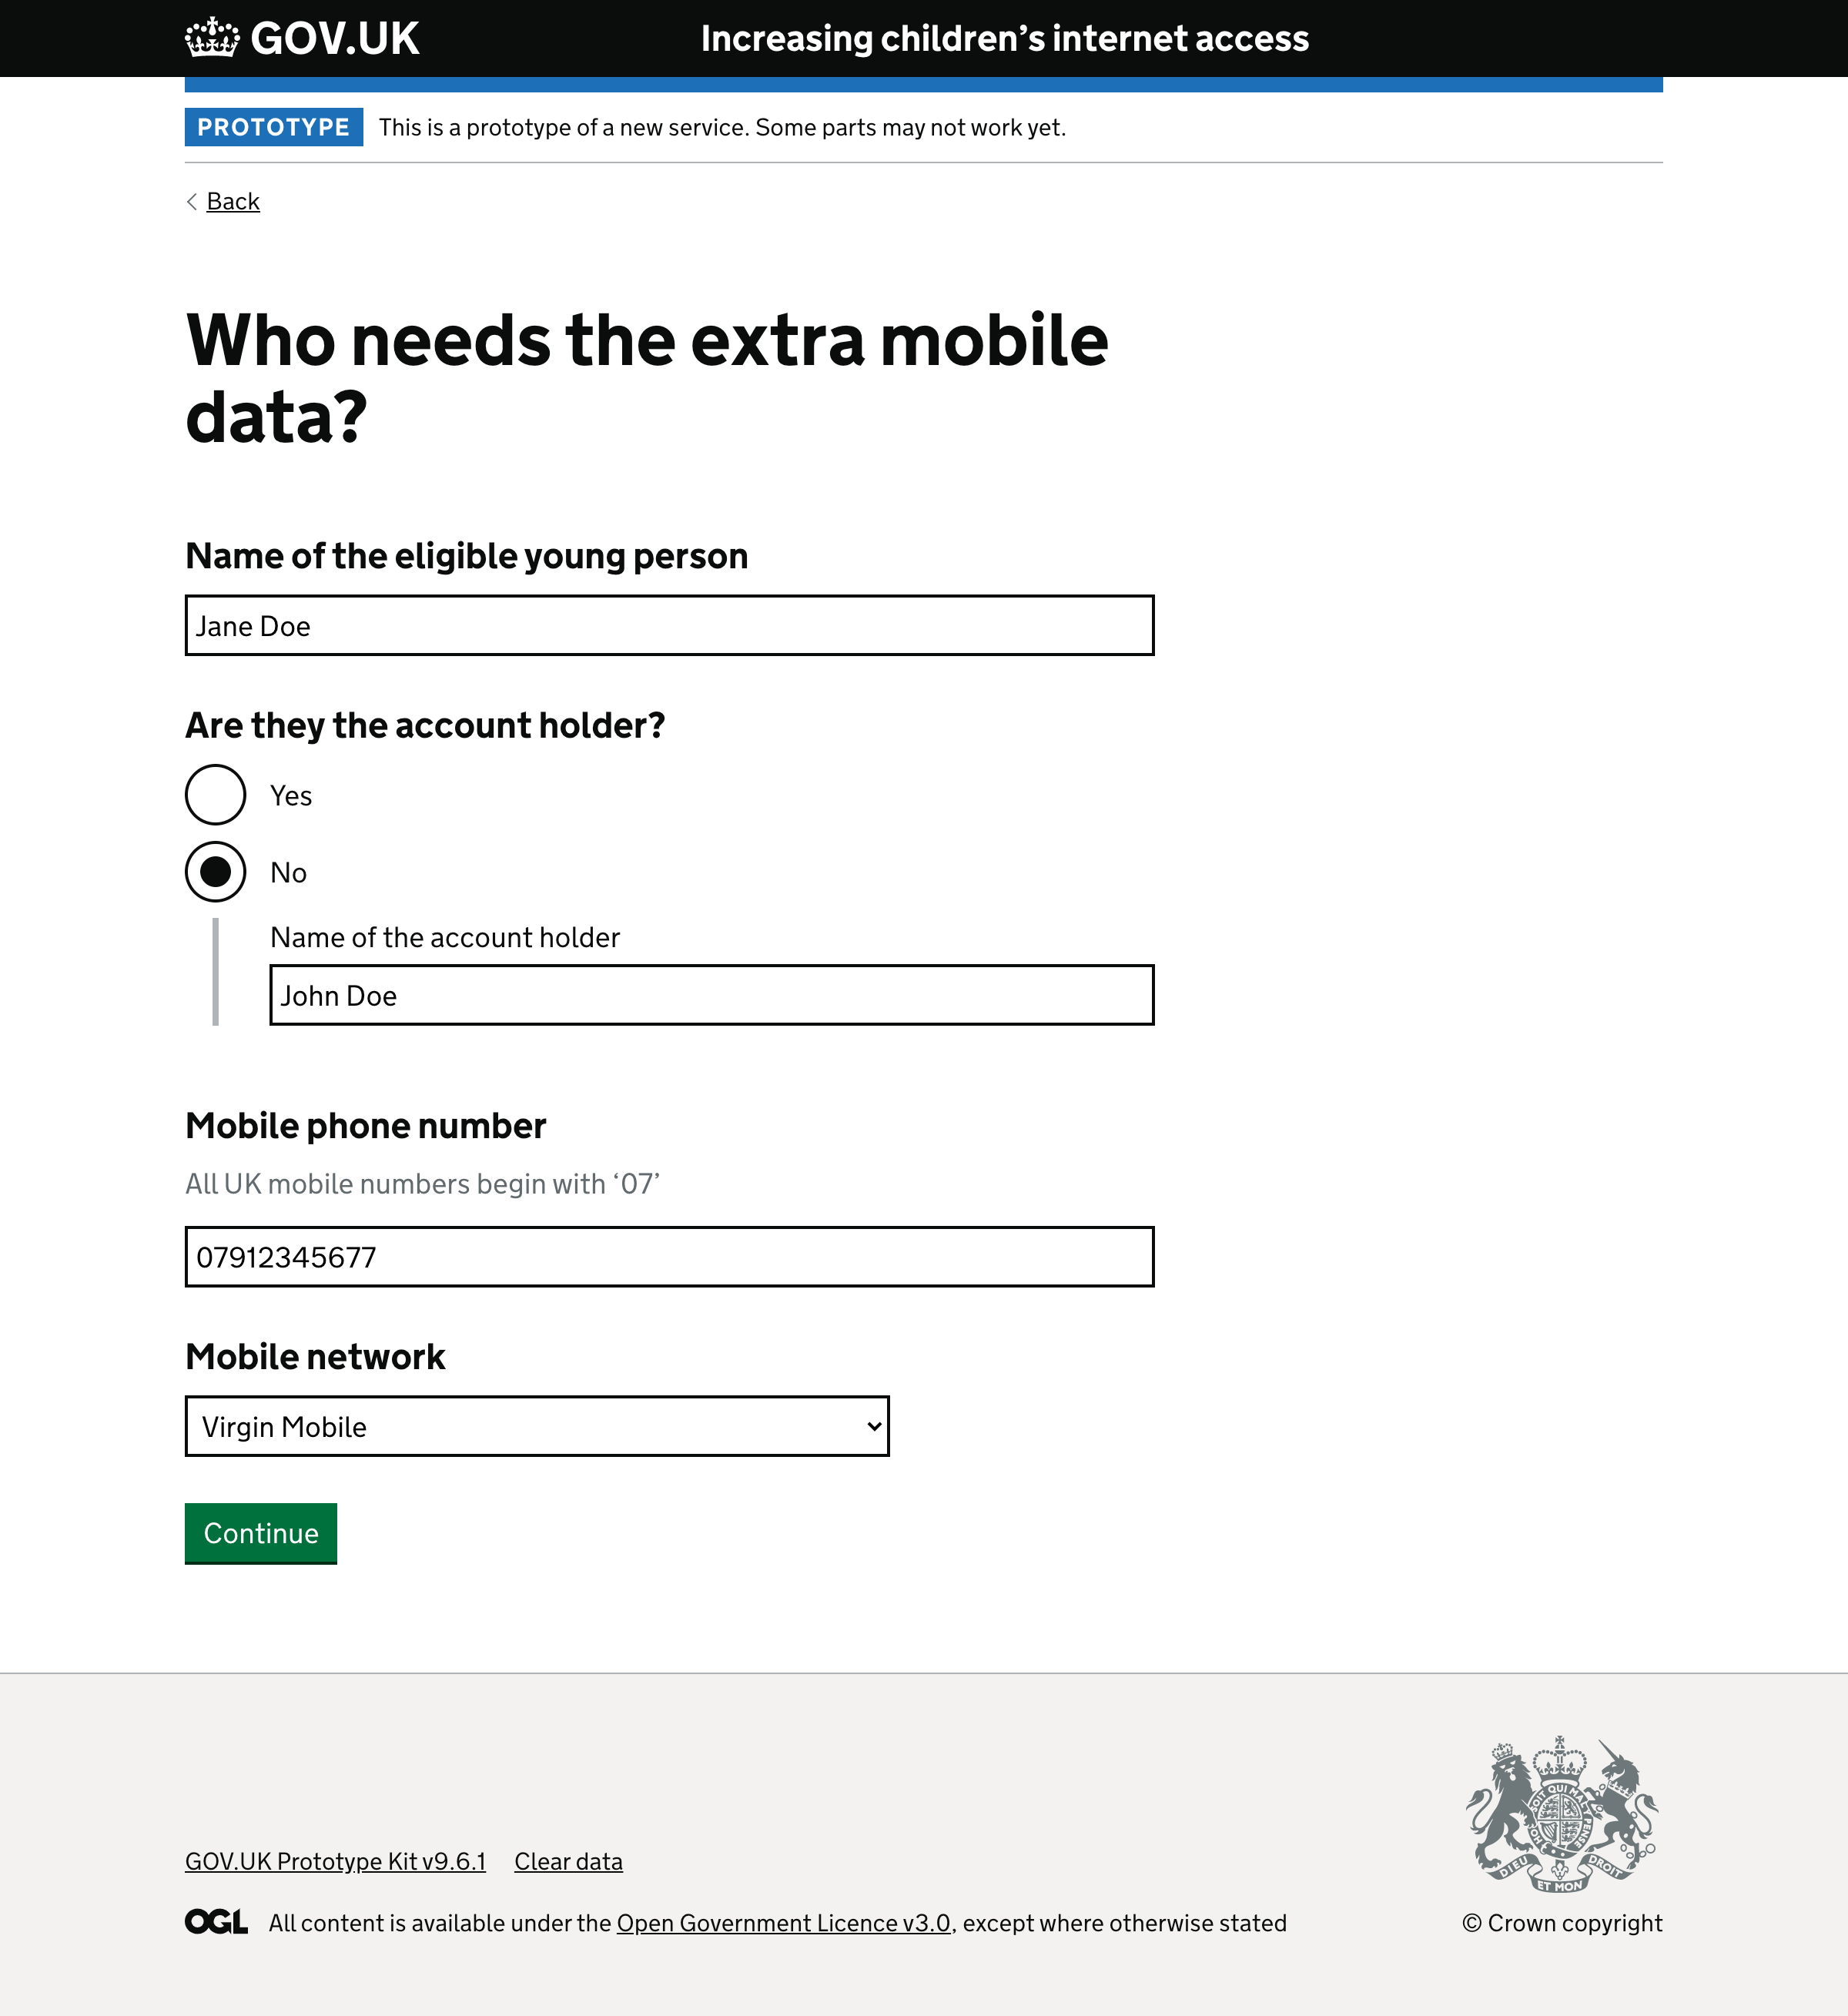 GOV.UK
Increasing children’s internet access
PROTOTYPE This is a prototype of a new service. Some parts may not work yet.
Back
Who needs the extra mobile
data?
Name of the eligible young person
Jane Doe
Are they the account holder?
Yes
No
Name of the account holder
John Doe
Mobile phone number
All UK mobile numbers begin with ‘07’
07912345677
Mobile network
Virgin Mobile
Continue
GOV.UK Prototype Kit v9.6.1 Clear data
OGL All content is available under the Open Government Licence v3.0, except where otherwise stated
DIEU ET MON DROIT
© Crown copyright